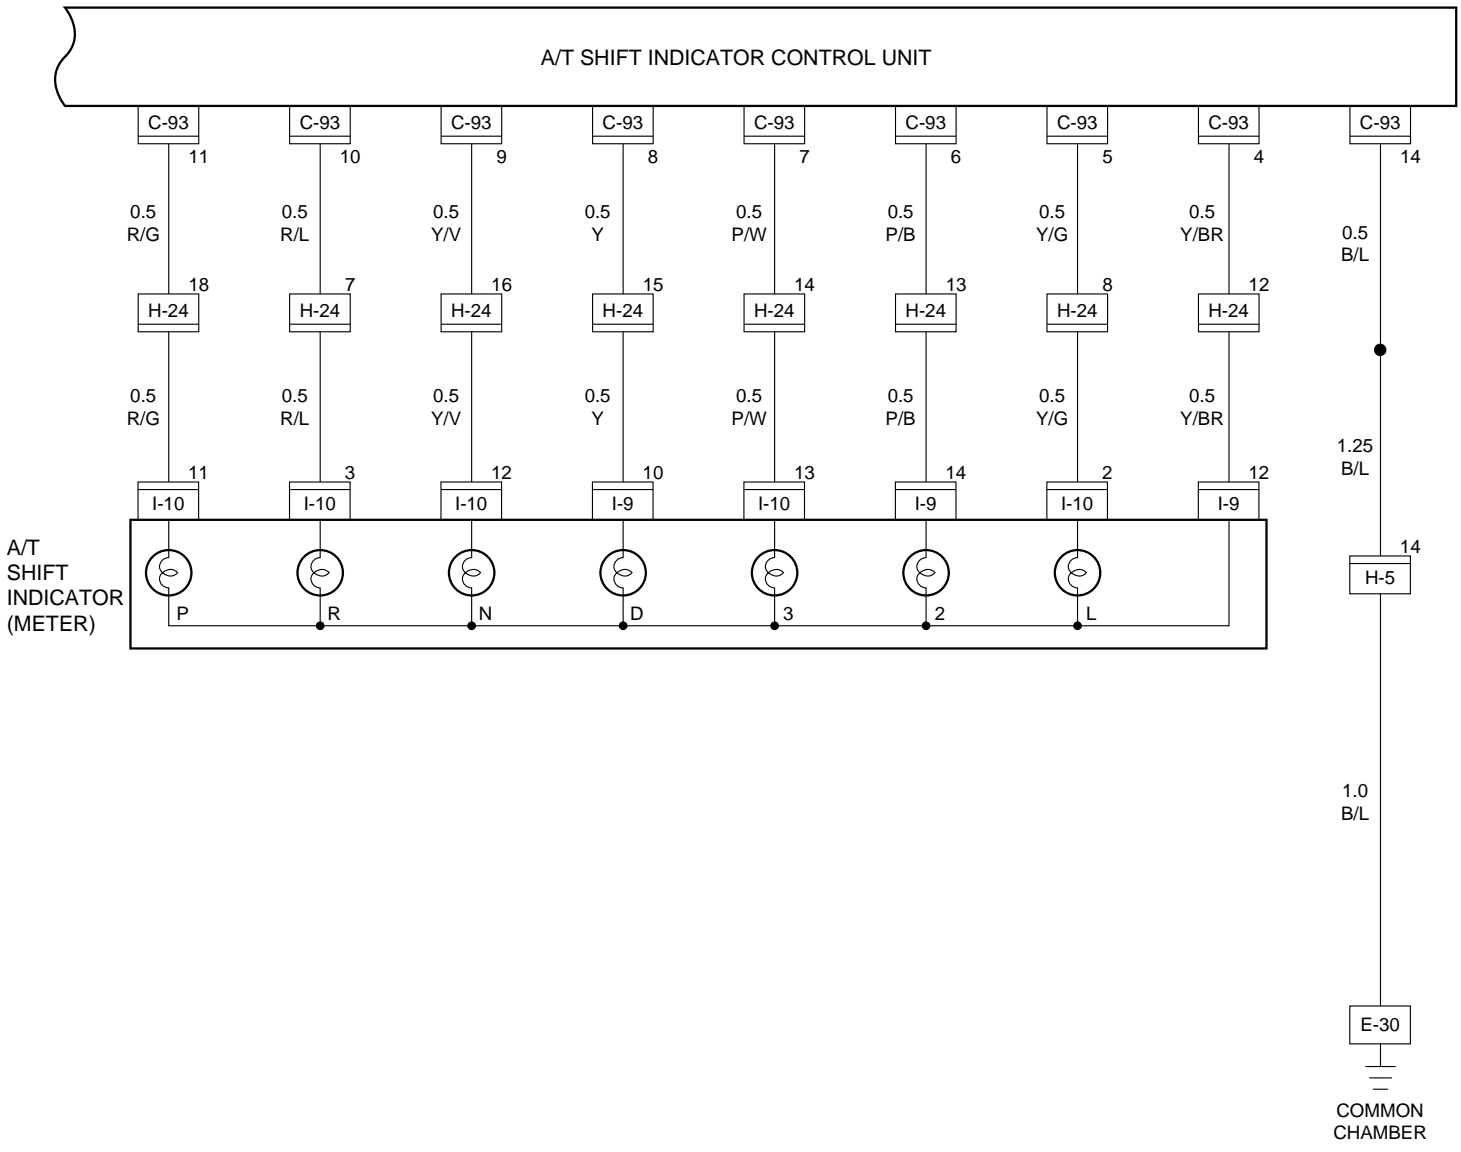 A/T SHIFT INDICATOR CONTROL UNIT
C-93 C-93 C-93 C-93 C-93 C-93 C-93 C-93 C-93
11 10 9 8 7 6 5 4 14
0.5 0.5 0.5 0.5 0.5 0.5 0.5 0.5 0.5
R/G R/L Y/V Y P/W P/B Y/G Y/BR B/L
18 7 16 15 14 13 8 12
H-24 H-24 H-24 H-24 H-24 H-24 H-24 H-24
0.5 0.5 0.5 0.5 0.5 0.5 0.5 0.5
R/G R/L Y/V Y P/W P/B Y/G Y/BR
1.25
B/L
11 3 12 10 13 14 2 12
I-10 I-10 I-10 I-9 I-10 I-9 I-10 I-9
A/T
SHIFT
INDICATOR
(METER)
P R N D 3 2 L
14
H-5
1.0
B/L
E-30
COMMON
CHAMBER